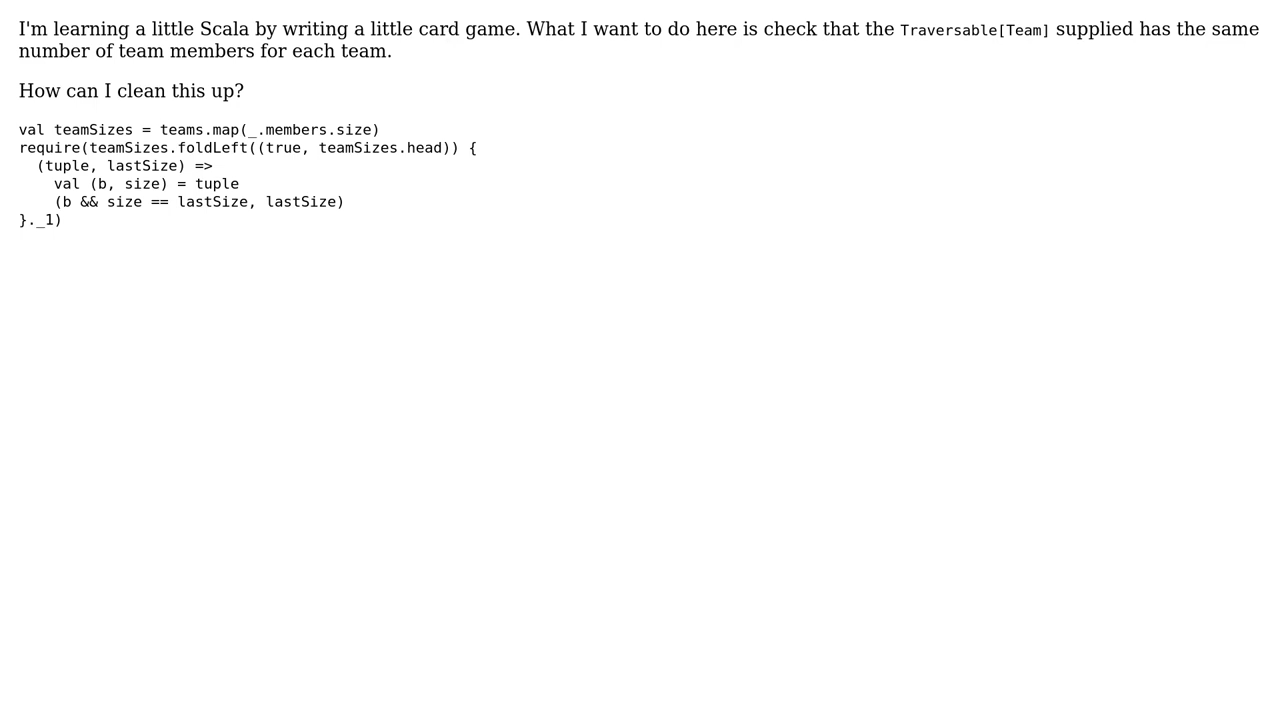 I'm learning a little Scala by writing a little card game. What I want to do here is check that the Traversable[Team] supplied has the same
number of team members for each team.
How can I clean this up?
val teamSizes = teams.map(_.members.size)
require(teamSizes.foldLeft((true, teamSizes.head)) {
  (tuple, lastSize) =>
    val (b, size) = tuple
    (b && size == lastSize, lastSize)
}._1)